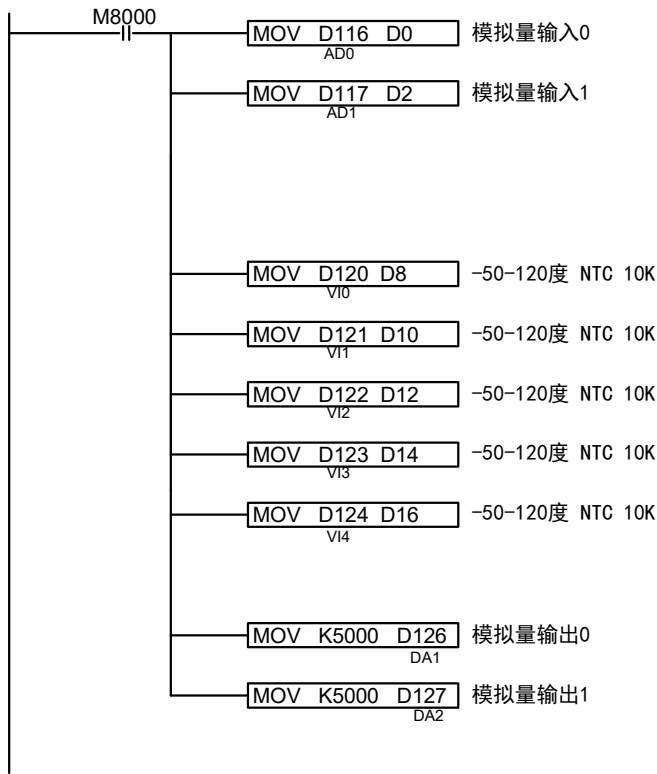 M8000
MOV D116 D0 模拟量输入0
AD0
MOV D117 D2 模拟量输入1
AD1
MOV D120 D8 -50-120度 NTC 10K
VI0
MOV D121 D10 -50-120度 NTC 10K
VI1
MOV D122 D12 -50-120度 NTC 10K
VI2
MOV D123 D14 -50-120度 NTC 10K
VI3
MOV D124 D16 -50-120度 NTC 10K
VI4
MOV K5000 D126 模拟量输出0
DA1
MOV K5000 D127 模拟量输出1
DA2